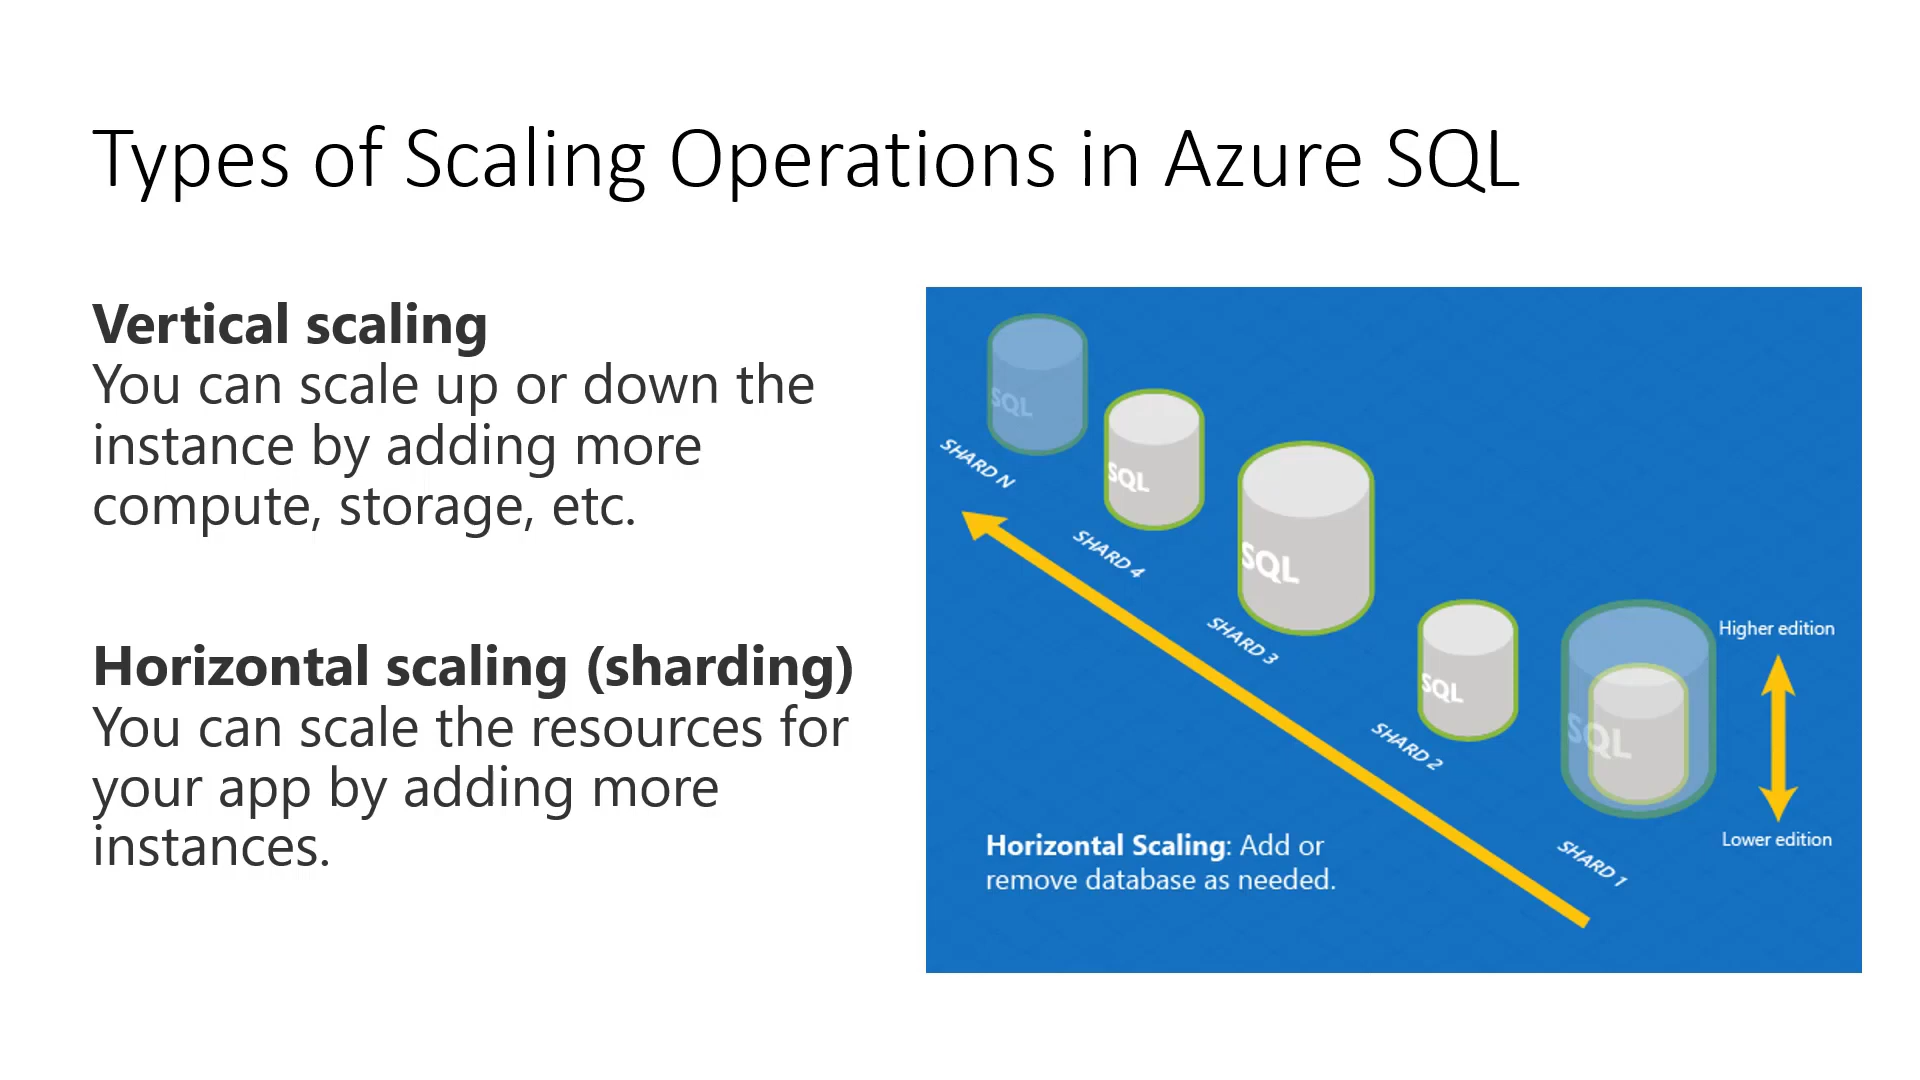 Types of Scaling Operations in Azure SQL
Vertical scaling
You can scale up or down the
instance by adding more
compute, storage, etc.
Horizontal scaling (sharding)
You can scale the resources for
your app by adding more
instances.
SQL
SHARD N
SQL
SHARD 4
SQL
SHARD 3
SQL
SHARD 2
SQL
SHARD 1
Higher edition
Lower edition
Horizontal Scaling: Add or
remove database as needed.